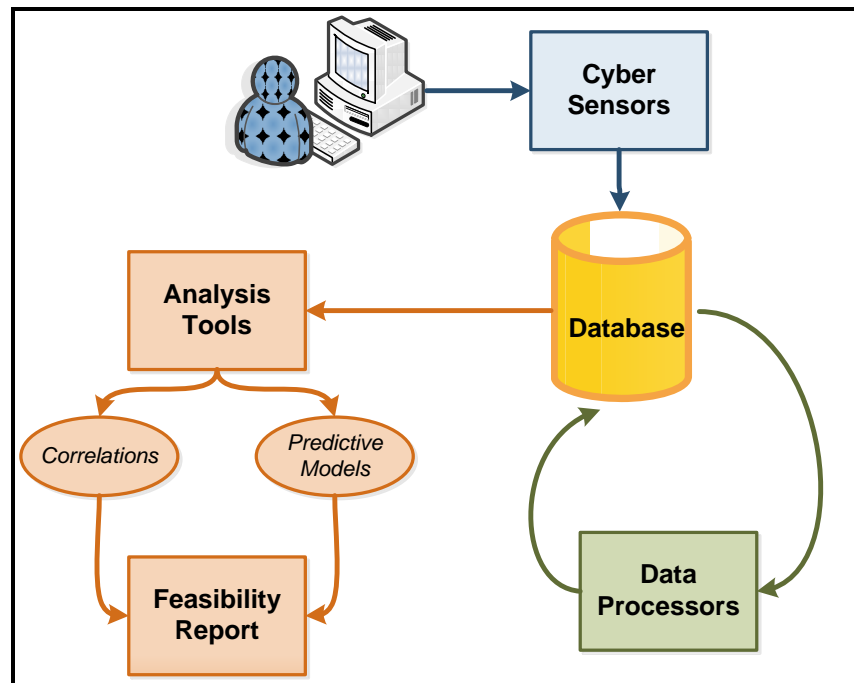 Cyber
Sensors
Analysis
Tools
Database
Correlations
Predictive
Models
Feasibility
Report
Data
Processors